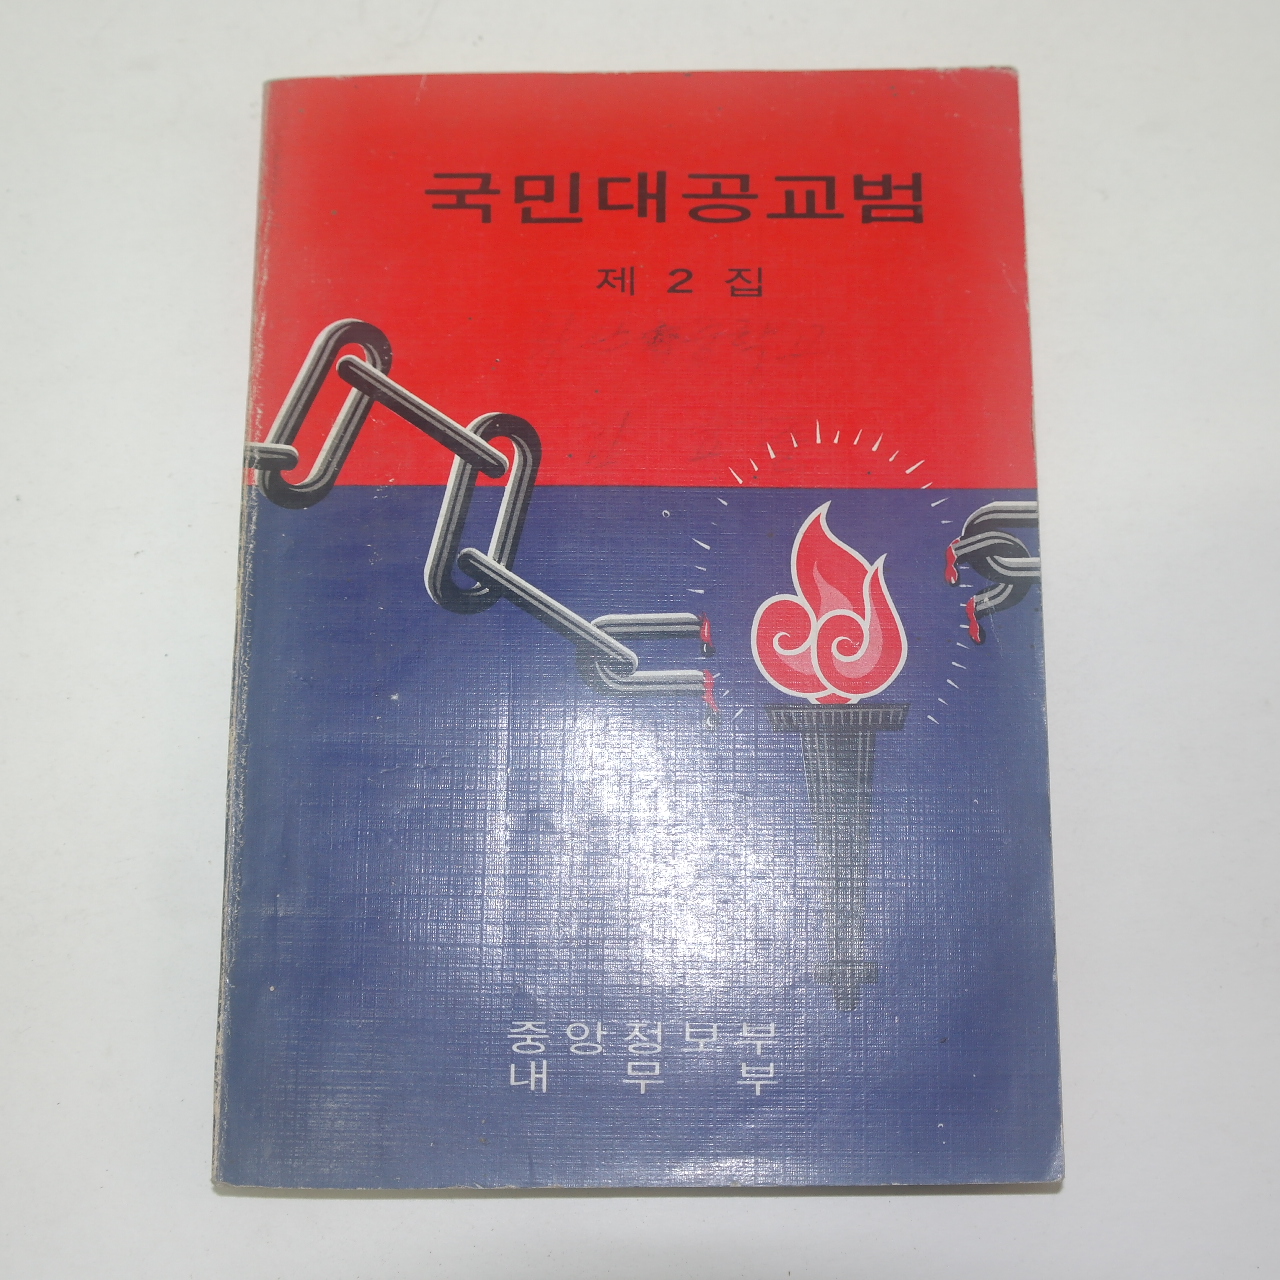 국민대공교범
제 2 집
중앙정보부
내 무 부